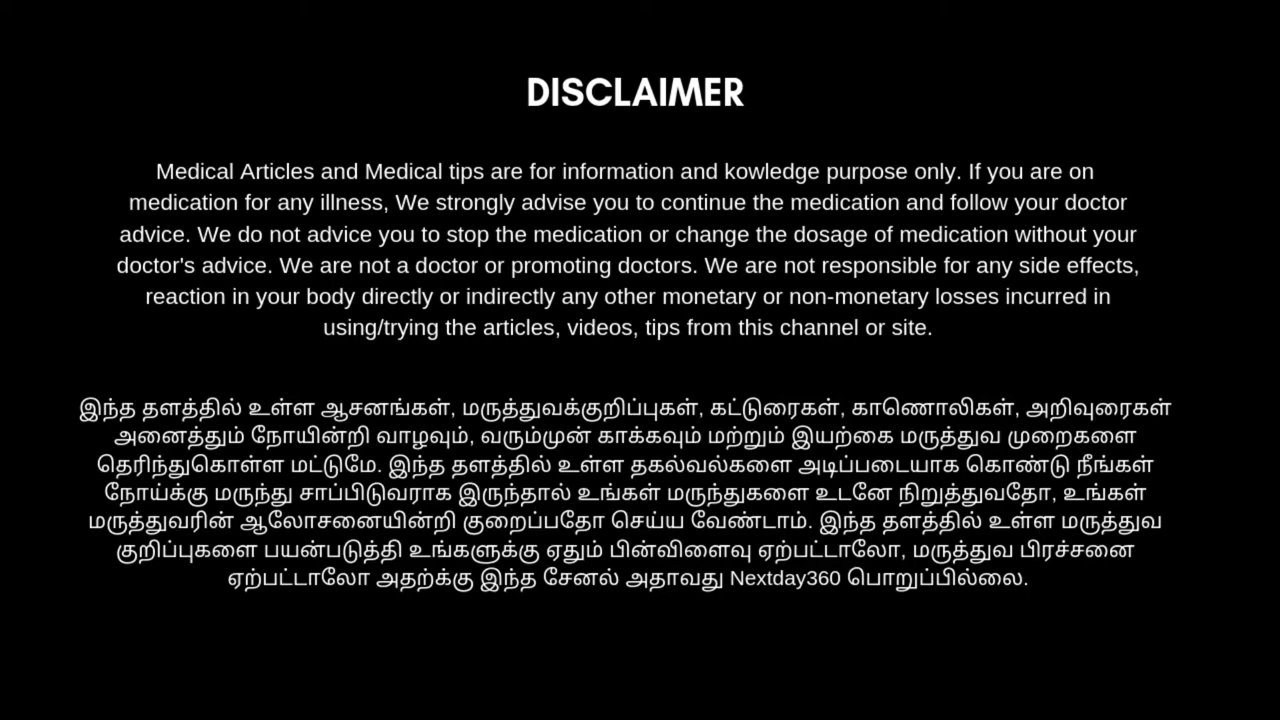 DISCLAIMER
Medical Articles and Medical tips are for information and kowledge purpose only. If you are on
medication for any illness, We strongly advise you to continue the medication and follow your doctor
advice. We do not advice you to stop the medication or change the dosage of medication without your
doctor's advice. We are not a doctor or promoting doctors. We are not responsible for any side effects,
reaction in your body directly or indirectly any other monetary or non-monetary losses incurred in
using/trying the articles, videos, tips from this channel or site.
இந்த தளத்தில் உள்ள ஆசனங்கள், மருத்துவக்குறிப்புகள், கட்டுரைகள், காணொலிகள், அறிவுரைகள்
அனைத்தும் நோயின்றி வாழவும், வரும்முன் காக்கவும் மற்றும் இயற்கை மருத்துவ முறைகளை
தெரிந்துகொள்ள மட்டுமே. இந்த தளத்தில் உள்ள தகல்வல்களை அடிப்படையாக கொண்டு நீங்கள்
நோய்க்கு மருந்து சாப்பிடுவராக இருந்தால் உங்கள் மருந்துகளை உடனே நிறுத்துவதோ, உங்கள்
மருத்துவரின் ஆலோசனையின்றி குறைப்பதோ செய்ய வேண்டாம். இந்த தளத்தில் உள்ள மருத்துவ
குறிப்புகளை பயன்படுத்தி உங்களுக்கு ஏதும் பின்விளைவு ஏற்பட்டாலோ, மருத்துவ பிரச்சனை
ஏற்பட்டாலோ அதற்க்கு இந்த சேனல் அதாவது Nextday360 பொறுப்பில்லை.